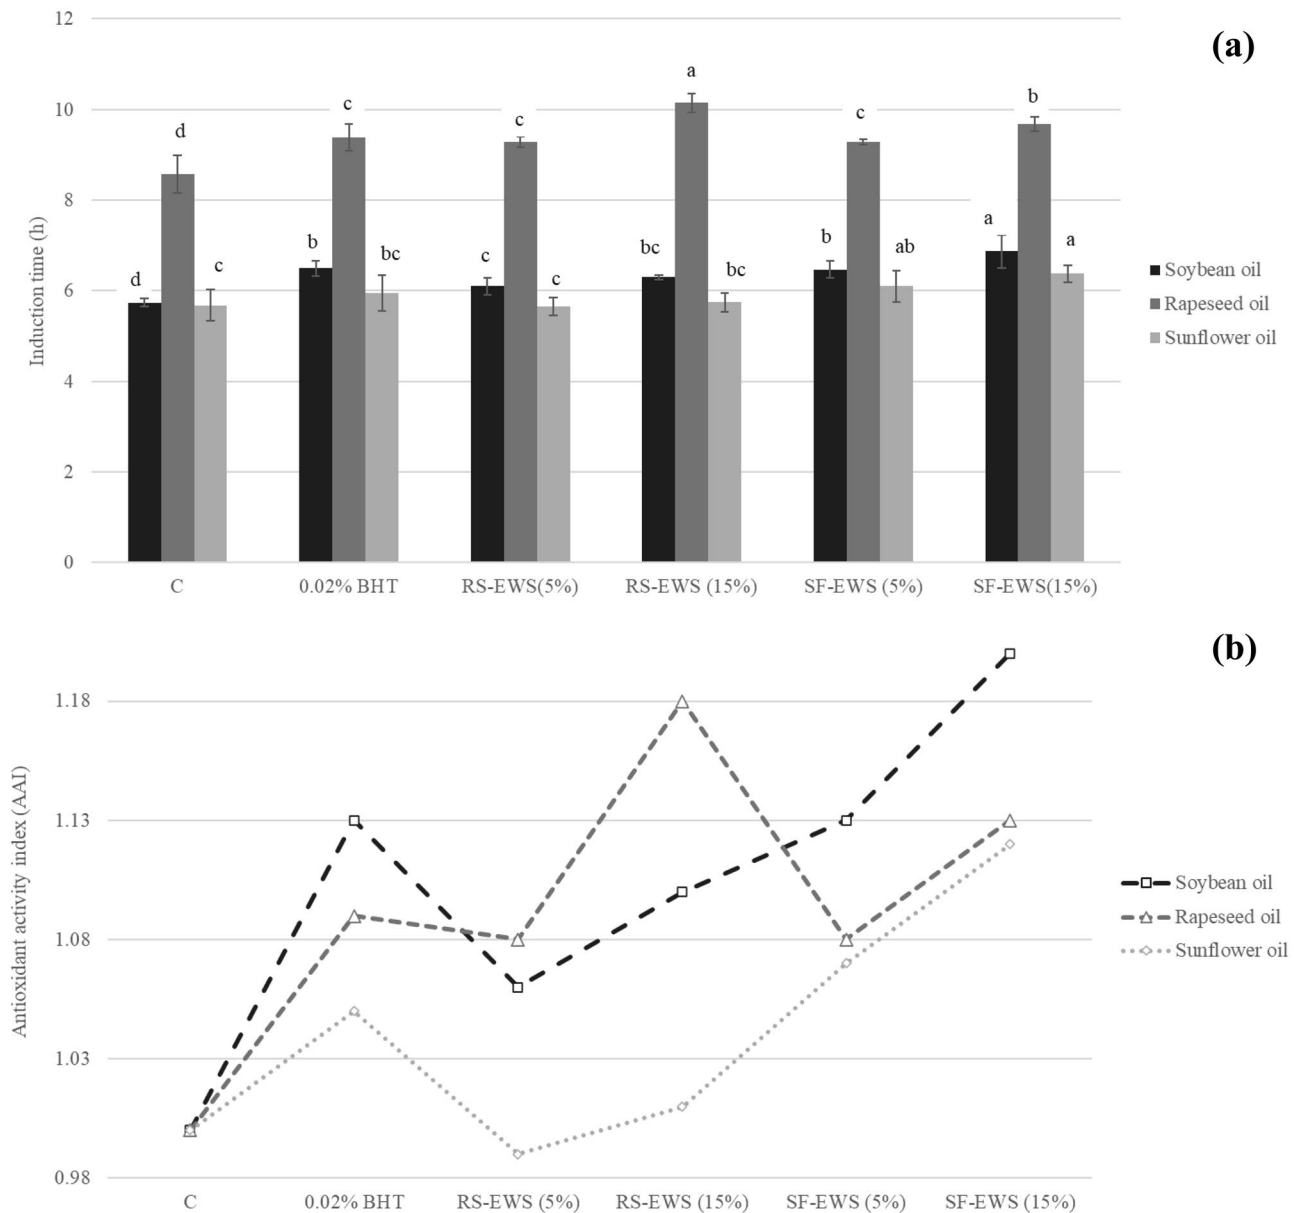 (a)
12
10
8
6
4
2
0
Induction time (h)
d d c
b c bc
c c c
bc a bc
b c ab
a b a
C 0.02% BHT RS-EWS(5%) RS-EWS (15%) SF-EWS (5%) SF-EWS(15%)
Soybean oil
Rapeseed oil
Sunflower oil
(b)
1.18
1.13
1.08
1.03
0.98
Antioxidant activity index (AAI)
C 0.02% BHT RS-EWS (5%) RS-EWS (15%) SF-EWS (5%) SF-EWS (15%)
Soybean oil
Rapeseed oil
Sunflower oil